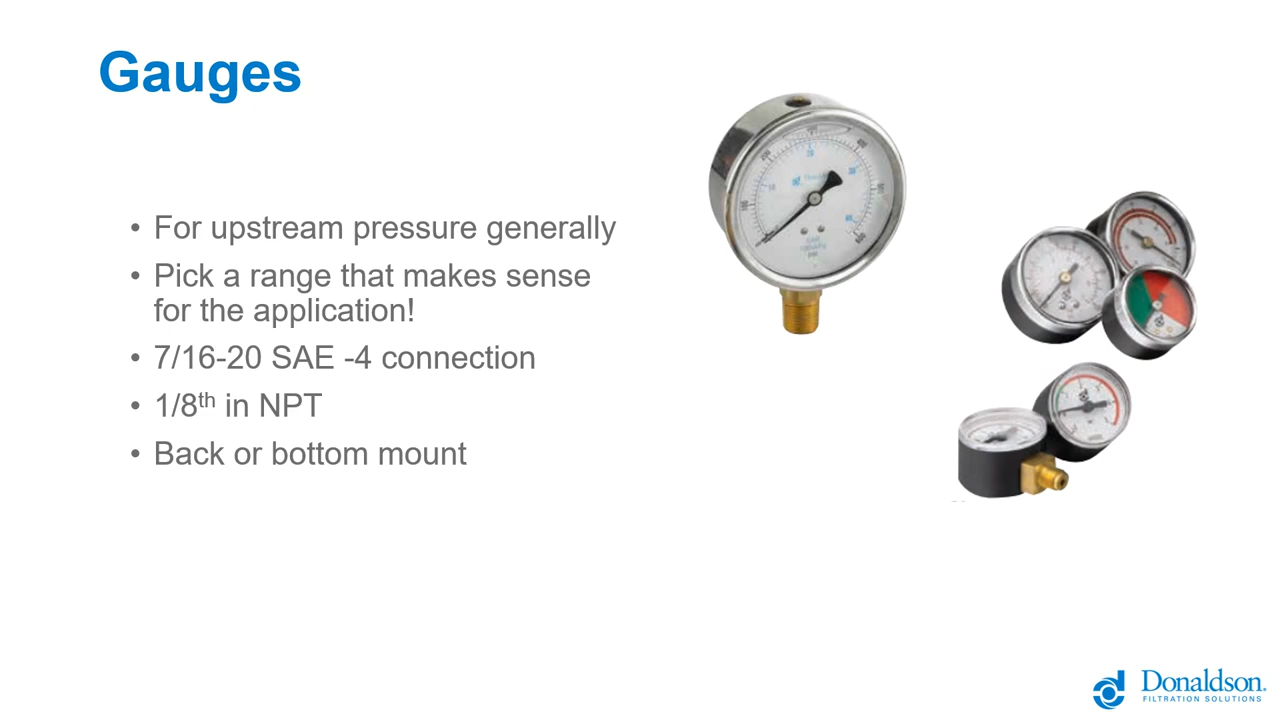 Gauges
• For upstream pressure generally
• Pick a range that makes sense
for the application!
• 7/16-20 SAE -4 connection
• 1/8th in NPT
• Back or bottom mount
Donaldson.
FILTRATION SOLUTIONS